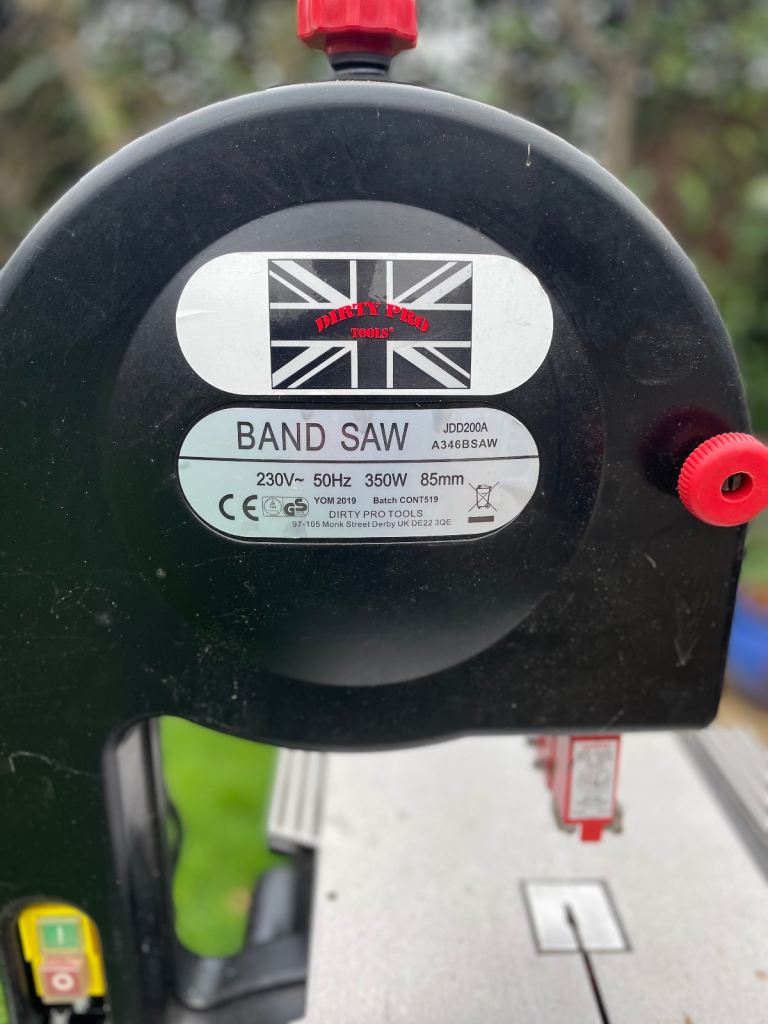 DIRTY PRO
TOOLS®
BAND SAW
JDD200A
A346BSAW
230V~ 50Hz 350W 85mm
CE GS YOM 2019 Batch CONT519
DIRTY PRO TOOLS
97-105 Monk Street Derby UK DE22 3QE
I
O